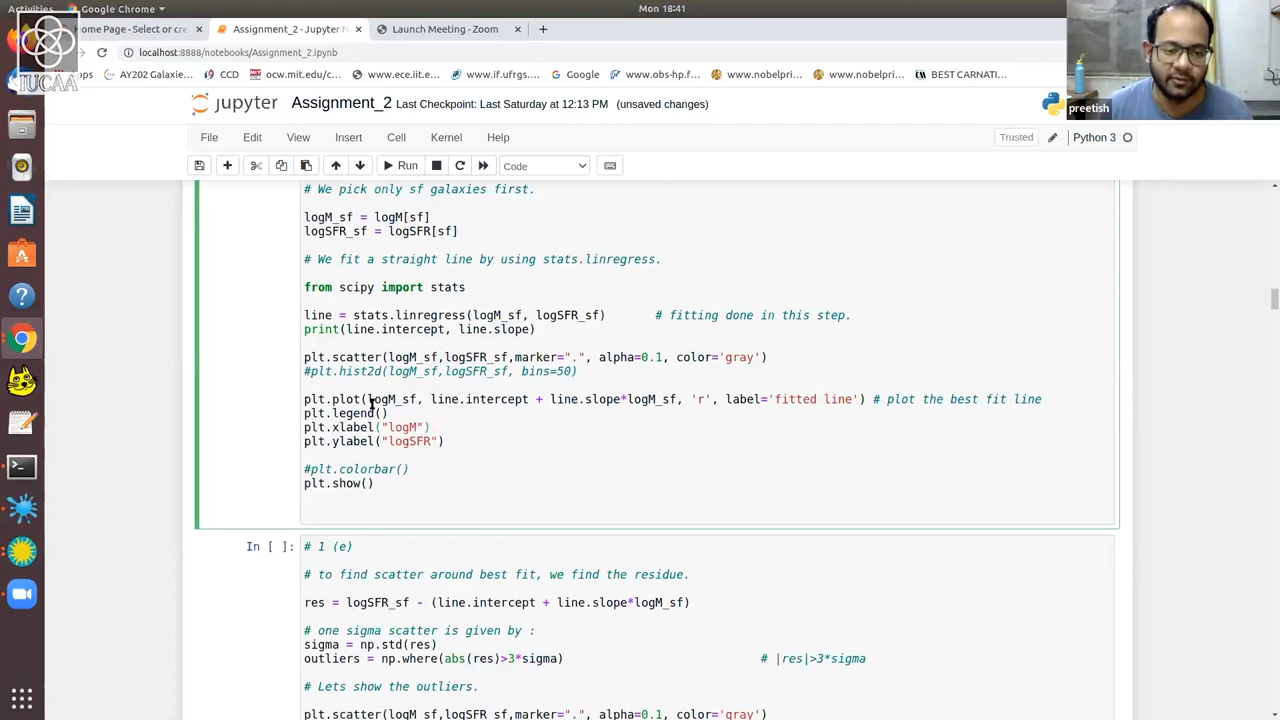 Activities
Google Chrome
Mon 18:41
Home Page - Select or cre
Assignment_2 - Jupyter N
Launch Meeting - Zoom
localhost:8888/notebooks/Assignment_2.ipynb
IUCAA
AY202 Galaxie…
CCD
ocw.mit.edu/c…
www.ece.iit.e…
www.if.ufrgs.…
Google
www.obs-hp.f…
www.nobelpri…
www.nobelpri…
BEST CARNATI…
preetish
jupyter Assignment_2 Last Checkpoint: Last Saturday at 12:13 PM (unsaved changes)
File Edit View Insert Cell Kernel Help
Trusted
Python 3
Run
Code
# We pick only sf galaxies first.
logM_sf = logM[sf]
logSFR_sf = logSFR[sf]
# We fit a straight line by using stats.linregress.
from scipy import stats
line = stats.linregress(logM_sf, logSFR_sf) # fitting done in this step.
print(line.intercept, line.slope)
plt.scatter(logM_sf,logSFR_sf,marker=".", alpha=0.1, color='gray')
#plt.hist2d(logM_sf,logSFR_sf, bins=50)
plt.plot(logM_sf, line.intercept + line.slope*logM_sf, 'r', label='fitted line') # plot the best fit line
plt.legend()
plt.xlabel("logM")
plt.ylabel("logSFR")
#plt.colorbar()
plt.show()
In [ ]:
# 1 (e)
# to find scatter around best fit, we find the residue.
res = logSFR_sf - (line.intercept + line.slope*logM_sf)
# one sigma scatter is given by :
sigma = np.std(res)
outliers = np.where(abs(res)>3*sigma) # |res|>3*sigma
# Lets show the outliers.
plt.scatter(logM_sf,logSFR_sf,marker=".", alpha=0.1, color='gray')